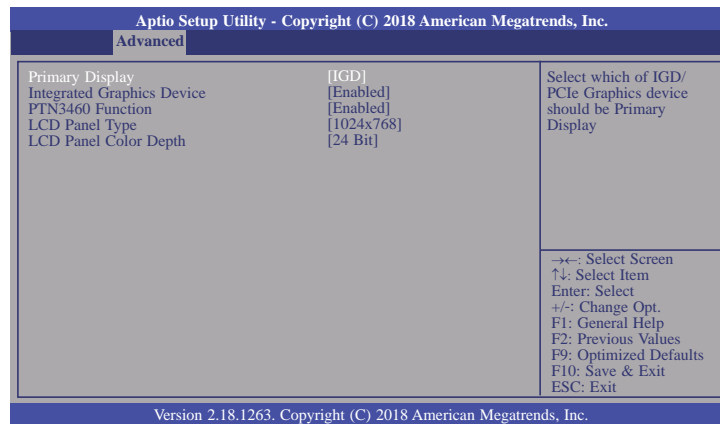 Aptio Setup Utility - Copyright (C) 2018 American Megatrends, Inc.
Advanced
Primary Display [IGD]
Integrated Graphics Device [Enabled]
PTN3460 Function [Enabled]
LCD Panel Type [1024x768]
LCD Panel Color Depth [24 Bit]
Select which of IGD/
PCIe Graphics device
should be Primary
Display
→←: Select Screen
↑↓: Select Item
Enter: Select
+/-: Change Opt.
F1: General Help
F2: Previous Values
F9: Optimized Defaults
F10: Save & Exit
ESC: Exit
Version 2.18.1263. Copyright (C) 2018 American Megatrends, Inc.